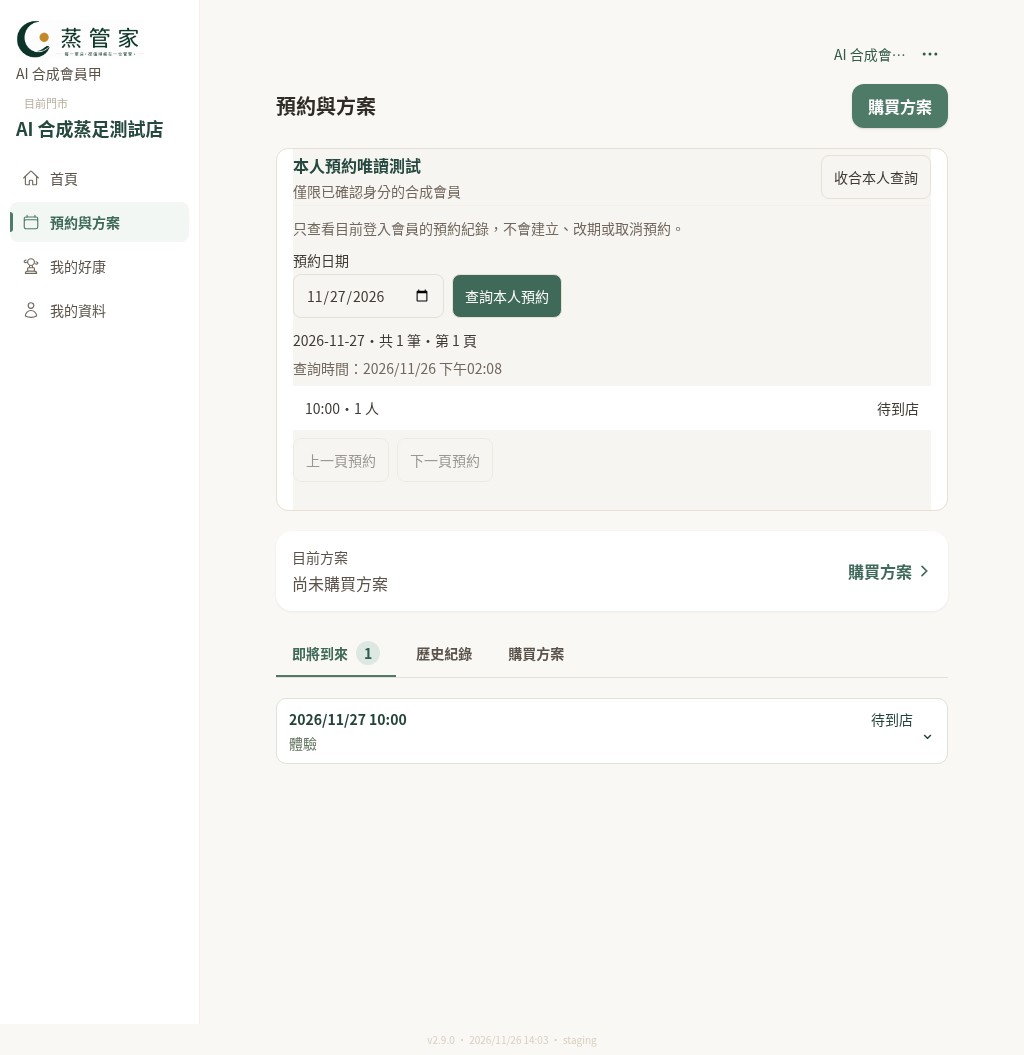 蒸管家
AI 合成會員甲
目前門市
AI 合成蒸足測試店
首頁
預約與方案
我的好康
我的資料
AI 合成會…
預約與方案
購買方案
本人預約唯讀測試
僅限已確認身分的合成會員
收合本人查詢
只查看目前登入會員的預約紀錄，不會建立、改期或取消預約。
預約日期
11/27/2026
查詢本人預約
2026-11-27・共 1 筆・第 1 頁
查詢時間：2026/11/26 下午02:08
10:00・1 人
待到店
上一頁預約
下一頁預約
目前方案
尚未購買方案
購買方案
即將到來 1
歷史紀錄
購買方案
2026/11/27 10:00
待到店
體驗
v2.9.0 ・ 2026/11/26 14:03 ・ staging